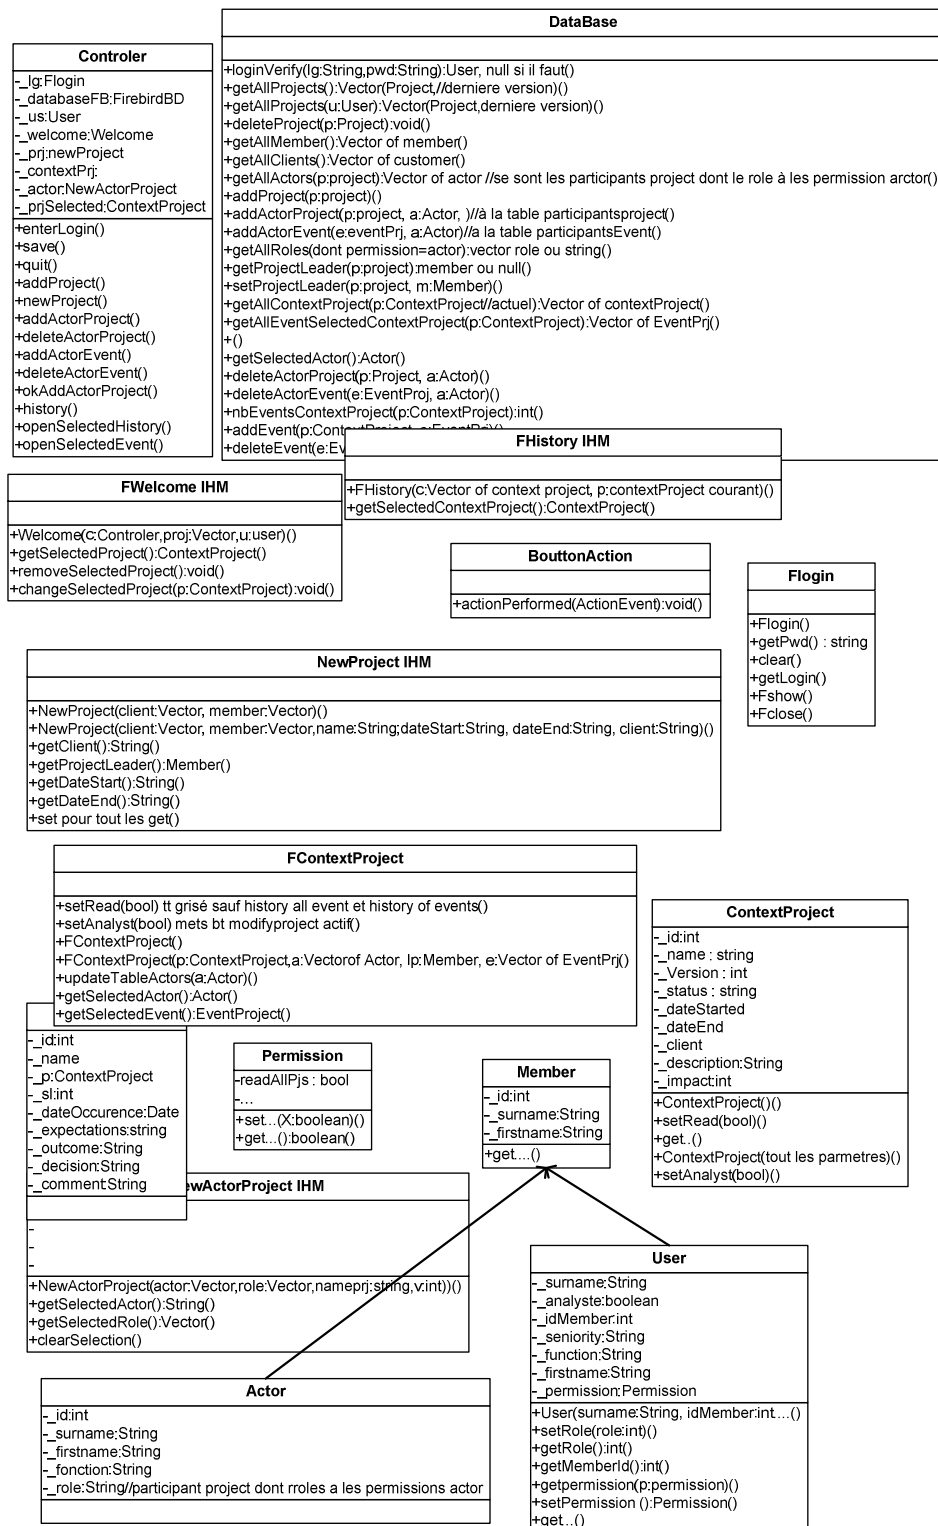 DataBase
+loginVerify(lg:String,pwd:String):User, null si il faut()
+getAllProjects():Vector(Project,//derniere version)()
+getAllProjects(u:User):Vector(Project,derniere version)()
+deleteProject(p:Project):void()
+getAllMember():Vector of member()
+getAllClients():Vector of customer()
+getAllActors(p:project):Vector of actor //se sont les participants project dont le role à les permission arctor()
+addProject(p:project)()
+addActorProject(p:project, a:Actor, )//à la table participantsproject()
+addActorEvent(e:eventPrj, a:Actor)//a la table participantsEvent()
+getAllRoles(dont permission=actor):vector role ou string()
+getProjectLeader(p:project):member ou null()
+setProjectLeader(p:project, m:Member)()
+getAllContextProject(p:ContextProject//actuel):Vector of contextProject()
+getAllEventSelectedContextProject(p:ContextProject):Vector of EventPrj()
+()
+getSelectedActor():Actor()
+deleteActorProject(p:Project, a:Actor)()
+deleteActorEvent(e:EventProj, a:Actor)()
+nbEventsContextProject(p:ContextProject):int()
+addEvent(p:ContextProject, e:EventPrj)()
+deleteEvent(e:Ev
Controler
-_lg:Flogin
-_databaseFB:FirebirdBD
-_us:User
-_welcome:Welcome
-_prj:newProject
-_contextPrj:
-_actor:NewActorProject
-_prjSelected:ContextProject
+enterLogin()
+save()
+quit()
+addProject()
+newProject()
+addActorProject()
+deleteActorProject()
+addActorEvent()
+deleteActorEvent()
+okAddActorProject()
+history()
+openSelectedHistory()
+openSelectedEvent()
FHistory IHM
+FHistory(c:Vector of context project, p:contextProject courant)()
+getSelectedContextProject():ContextProject()
FWelcome IHM
+Welcome(c:Controler,proj:Vector,u:user)()
+getSelectedProject():ContextProject()
+removeSelectedProject():void()
+changeSelectedProject(p:ContextProject):void()
BouttonAction
+actionPerformed(ActionEvent):void()
Flogin
+Flogin()
+getPwd() : string
+clear()
+getLogin()
+Fshow()
+Fclose()
NewProject IHM
+NewProject(client:Vector, member:Vector)()
+NewProject(client:Vector, member:Vector,name:String;dateStart:String, dateEnd:String, client:String)()
+getClient():String()
+getProjectLeader():Member()
+getDateStart():String()
+getDateEnd():String()
+set pour tout les get()
FContextProject
+setRead(bool) tt grisé sauf history all event et history of events()
+setAnalyst(bool) mets bt modifyproject actif()
+FContextProject()
+FContextProject(p:ContextProject,a:Vectorof Actor, lp:Member, e:Vector of EventPrj()
+updateTableActors(a:Actor)()
+getSelectedActor():Actor()
+getSelectedEvent():EventProject()
ContextProject
-_id:int
-_name : string
-_Version : int
-_status : string
-_dateStarted
-_dateEnd
-_client
-_description:String
-_impact:int
+ContextProject()()
+setRead(bool)()
+get..()
+ContextProject(tout les parmetres)()
+setAnalyst(bool)()
-_id:int
-_name
-_p:ContextProject
-_sl:int
-_dateOccurence:Date
-_expectations:string
-_outcome:String
-_decision:String
-_comment:String
Permission
-readAllPjs : bool
-...
+set...(X:boolean)()
+get...():boolean()
Member
-_id:int
-_surname:String
-_firstname:String
+get....()
ewActorProject IHM
-
-
-
+NewActorProject(actor:Vector,role:Vector,nameprj:string,v:int))()
+getSelectedActor():String()
+getSelectedRole():Vector()
+clearSelection()
User
-_surname:String
-_analyste:boolean
-_idMember:int
-_seniority:String
-_function:String
-_firstname:String
-_permission:Permission
+User(surname:String, idMember:int....()
+setRole(role:int)()
+getRole():int()
+getMemberId():int()
+getpermission(p:permission)()
+setPermission ():Permission()
+get...()
Actor
-_id:int
-_surname:String
-_firstname:String
-_fonction:String
-_role:String//participant project dont rroles a les permissions actor